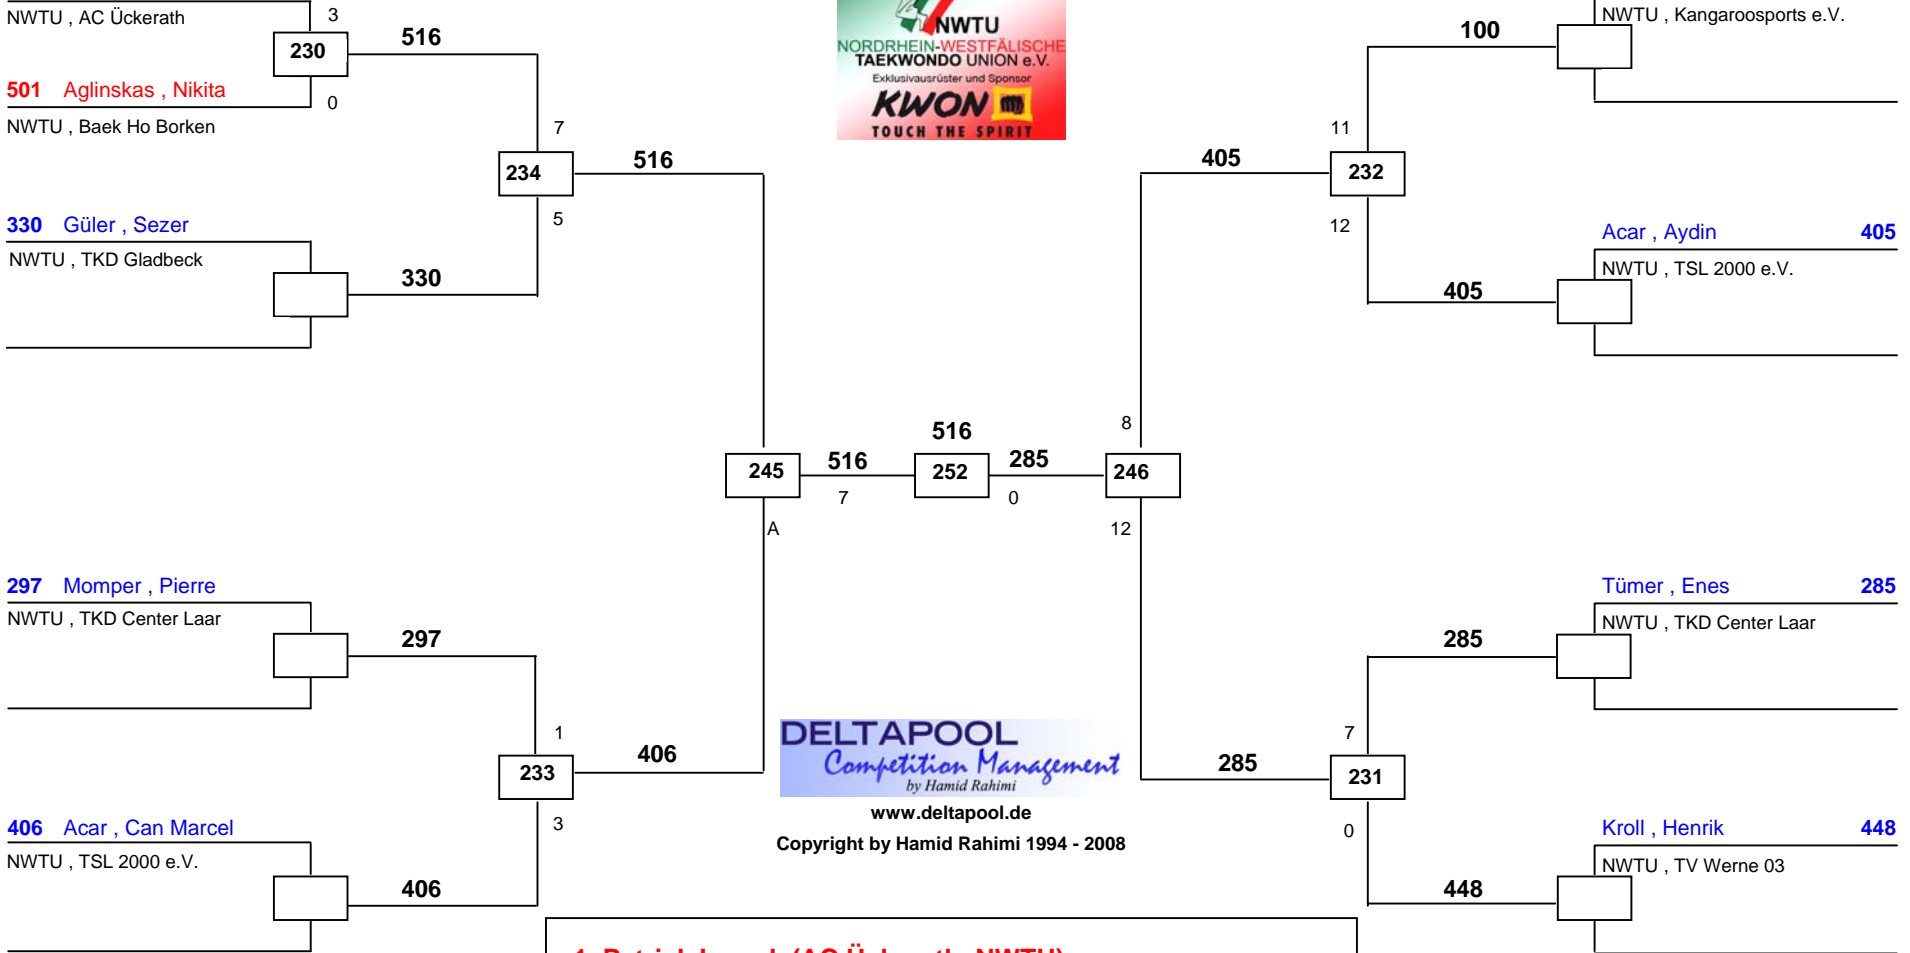 NWTU , AC Ückerath
3
230
516
501 Aglinskas , Nikita
0
NWTU , Baek Ho Borken
7
234
516
5
330 Güler , Sezer
NWTU , TKD Gladbeck
330
NWTU
NORDRHEIN-WESTFÄLISCHE
TAEKWONDO UNION e.V.
Exklusivausrüster und Sponsor
KWON
TOUCH THE SPIRIT
NWTU , Kangaroosports e.V.
100
11
405
232
12
Acar , Aydin 405
NWTU , TSL 2000 e.V.
405
516
8
245
516
252
285
246
7
0
A
12
297 Momper , Pierre
NWTU , TKD Center Laar
297
1
233
406
3
406 Acar , Can Marcel
NWTU , TSL 2000 e.V.
406
Tümer , Enes 285
NWTU , TKD Center Laar
285
7
285
231
0
Kroll , Henrik 448
NWTU , TV Werne 03
448
DELTAPOOL
Competition Management
by Hamid Rahimi
www.deltapool.de
Copyright by Hamid Rahimi 1994 - 2008